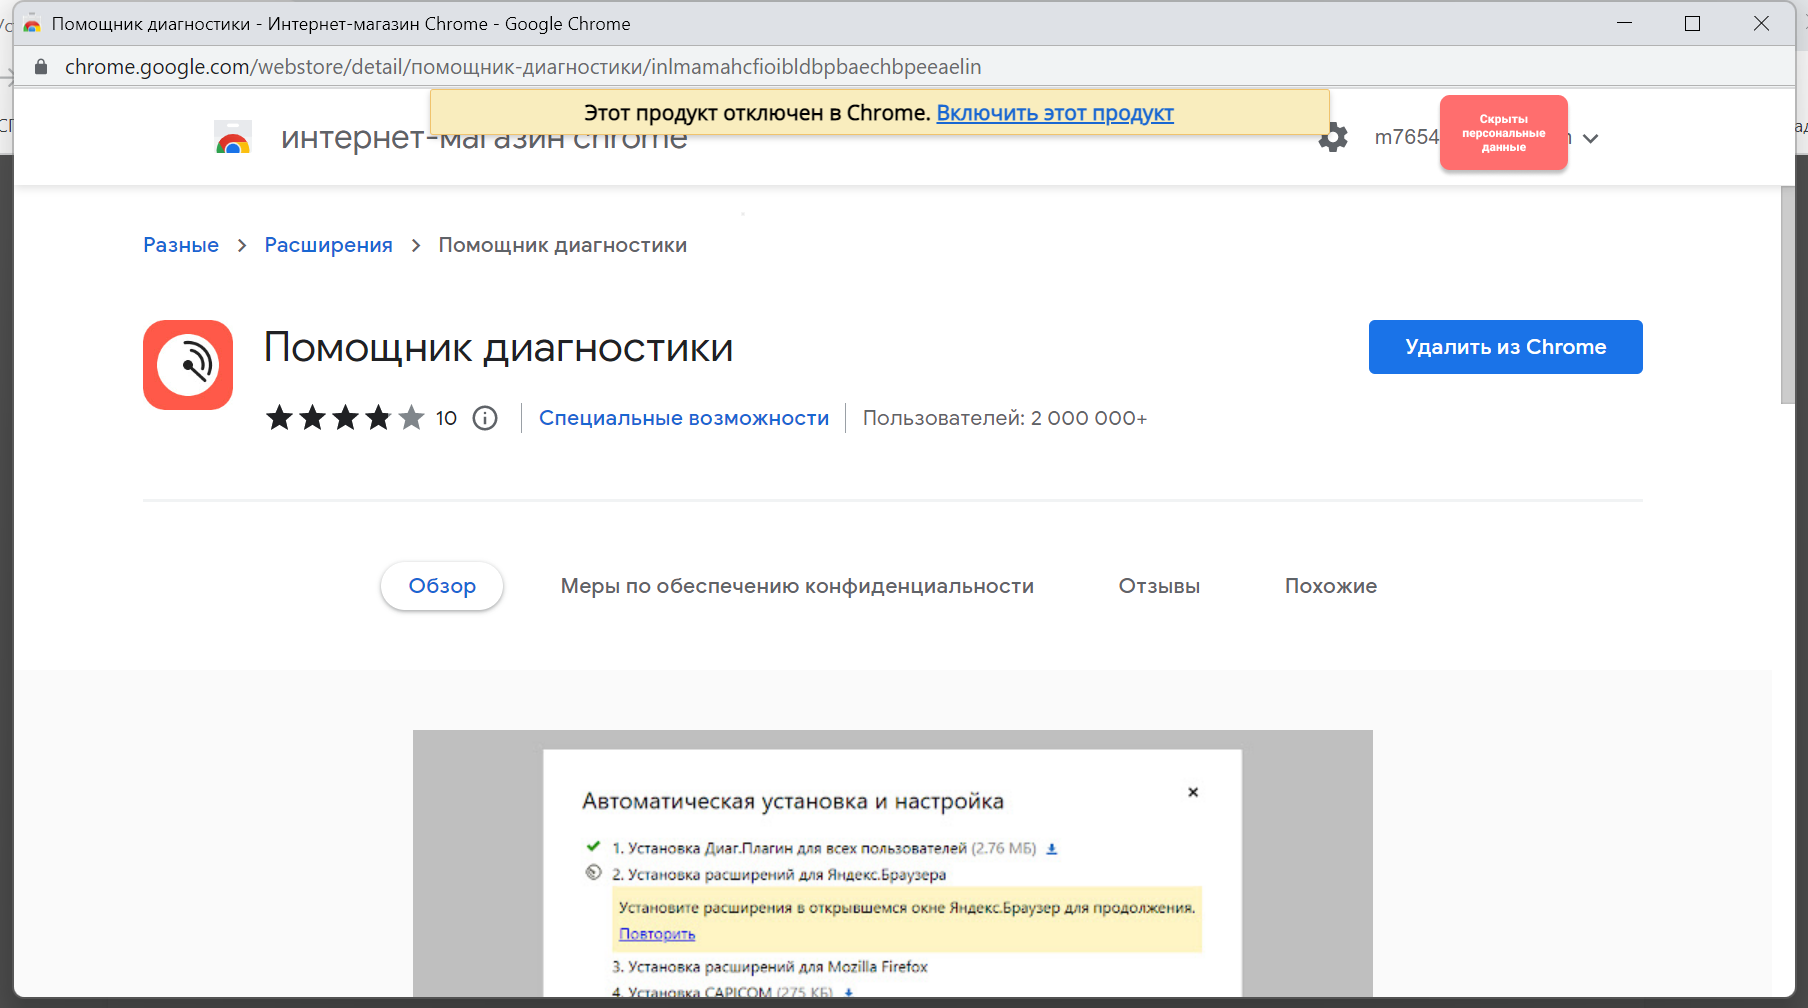 Помощник диагностики - Интернет-магазин Chrome - Google Chrome
chrome.google.com/webstore/detail/помощник-диагностики/inlmamahcfioibldbpbaechbpeeaelin
Этот продукт отключен в Chrome. Включить этот продукт
интернет-магазин chrome
m7654
Скрыты
персональные
данные
Разные > Расширения > Помощник диагностики
Помощник диагностики
Удалить из Chrome
10 Специальные возможности Пользователей: 2 000 000+
Обзор Меры по обеспечению конфиденциальности Отзывы Похожие
Автоматическая установка и настройка
1. Установка Диаг.Плагин для всех пользователей (2.76 МБ)
2. Установка расширений для Яндекс.Браузера
Установите расширения в открывшемся окне Яндекс.Браузер для продолжения.
Повторить
3. Установка расширений для Mozilla Firefox
4. Установка CAPICOM (275 КБ)